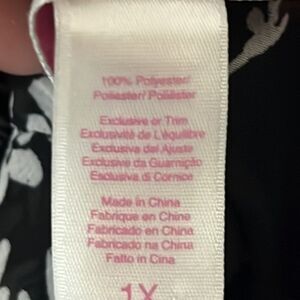 100% Polyester/
Poliester/ Poliéster
Exclusive or Trim
Exclusivité de L'équilibre
Exclusiva del Ajuste
Exclusive da Guarnição
Esclusiva di Cornice
Made in China
Fabrique en Chine
Fabricado en China
Fabricado na China
Fatto in Cina
1X